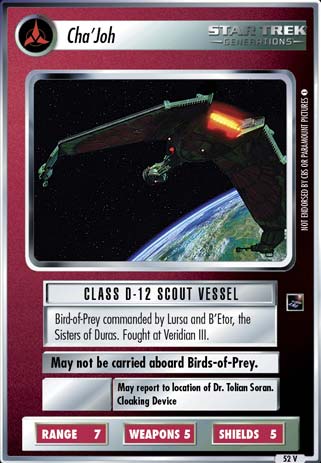 Cha'Joh
STAR TREK
GENERATIONS
NOT ENDORSED BY CBS OR PARAMOUNT PICTURES
CLASS D-12 SCOUT VESSEL
Bird-of-Prey commanded by Lursa and B'Etor, the
Sisters of Duras. Fought at Veridian III.
May not be carried aboard Birds-of-Prey.
May report to location of Dr. Tolian Soran.
Cloaking Device
RANGE 7
WEAPONS 5
SHIELDS 5
52 V